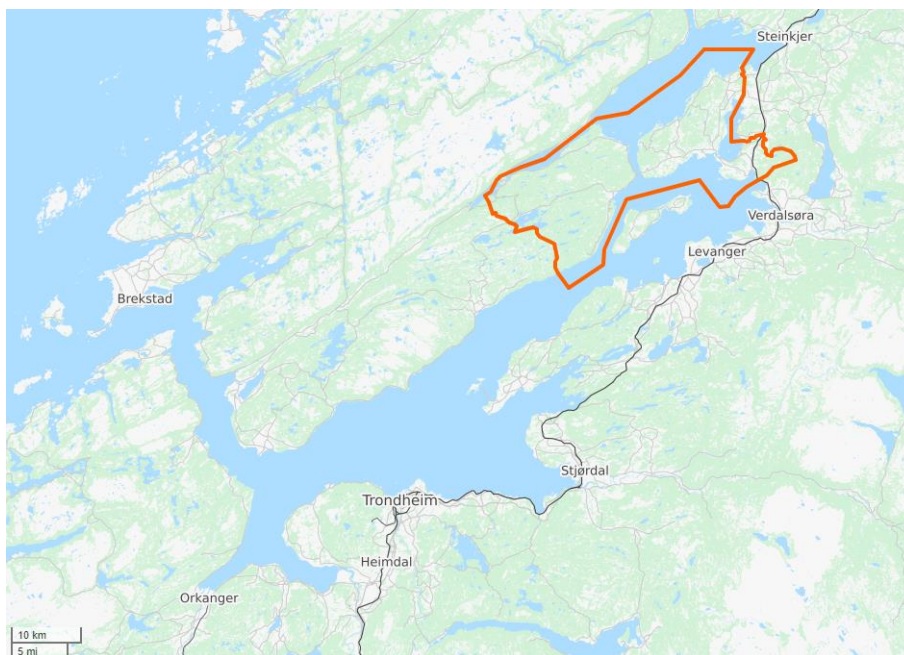 Steinkjer
Verdalsøra
Levanger
Brekstad
Stjørdal
Trondheim
Heimdal
Orkanger
10 km
5 mi